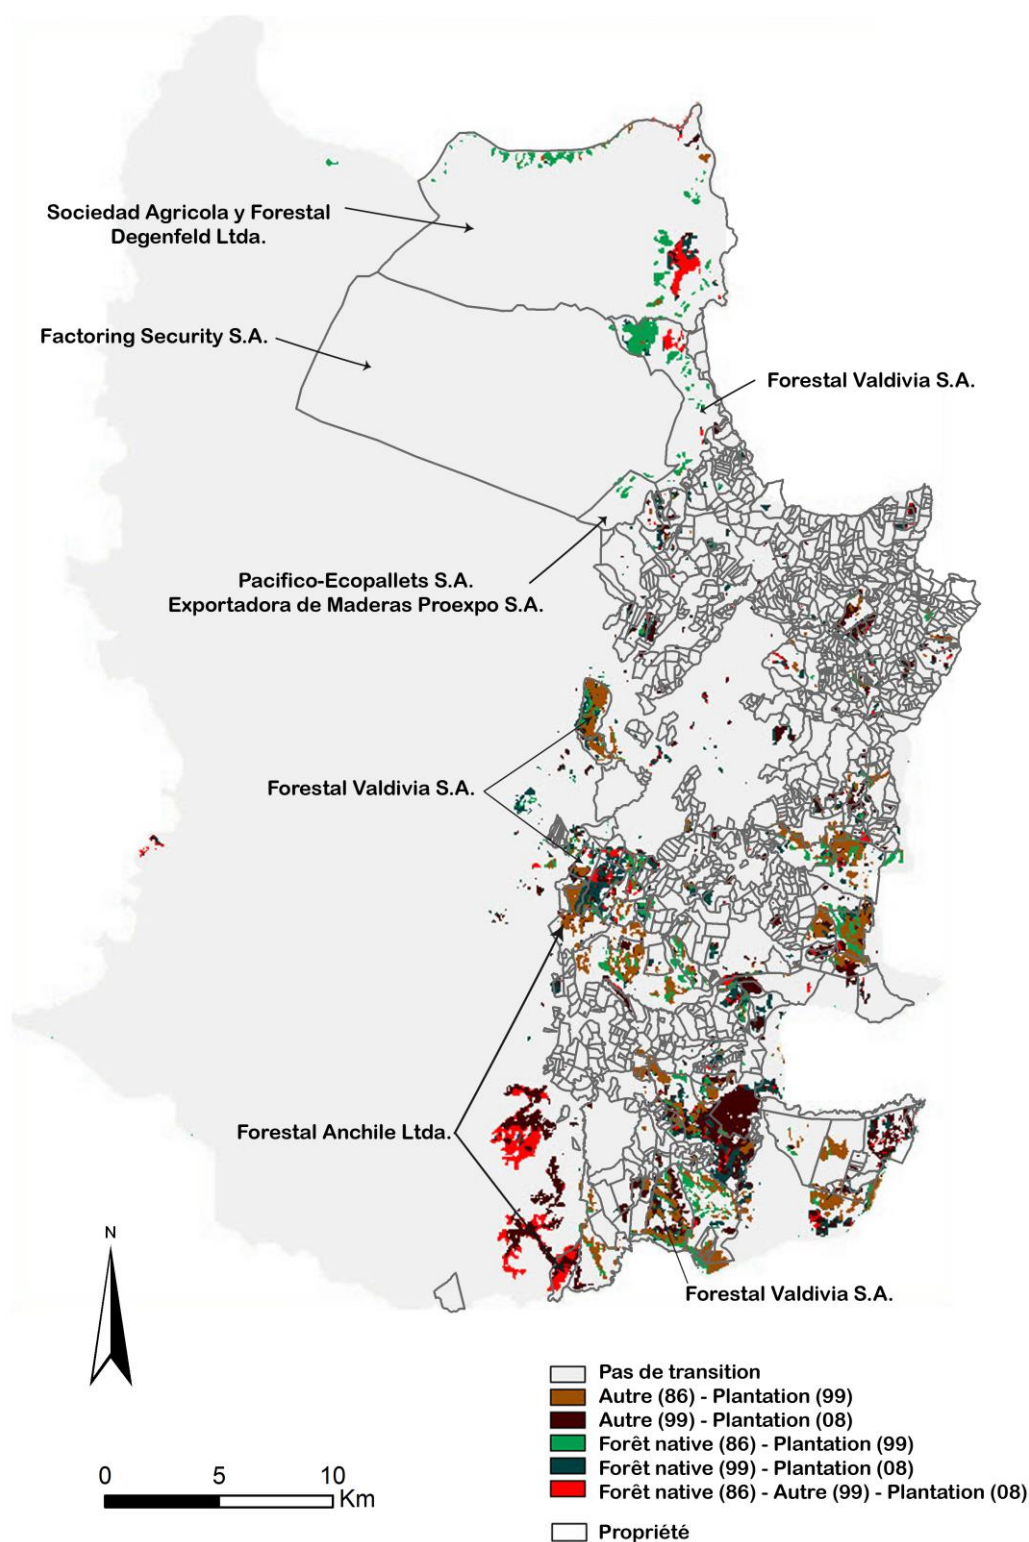 Sociedad Agricola y Forestal
Degenfeld Ltda.
Factoring Security S.A.
Forestal Valdivia S.A.
Pacifico-Ecopallets S.A.
Exportadora de Maderas Proexpo S.A.
Forestal Valdivia S.A.
Forestal Anchile Ltda.
Forestal Valdivia S.A.
N
Pas de transition
Autre (86) - Plantation (99)
Autre (99) - Plantation (08)
Forêt native (86) - Plantation (99)
Forêt native (99) - Plantation (08)
Forêt native (86) - Autre (99) - Plantation (08)
Propriété
0 5 10
Km